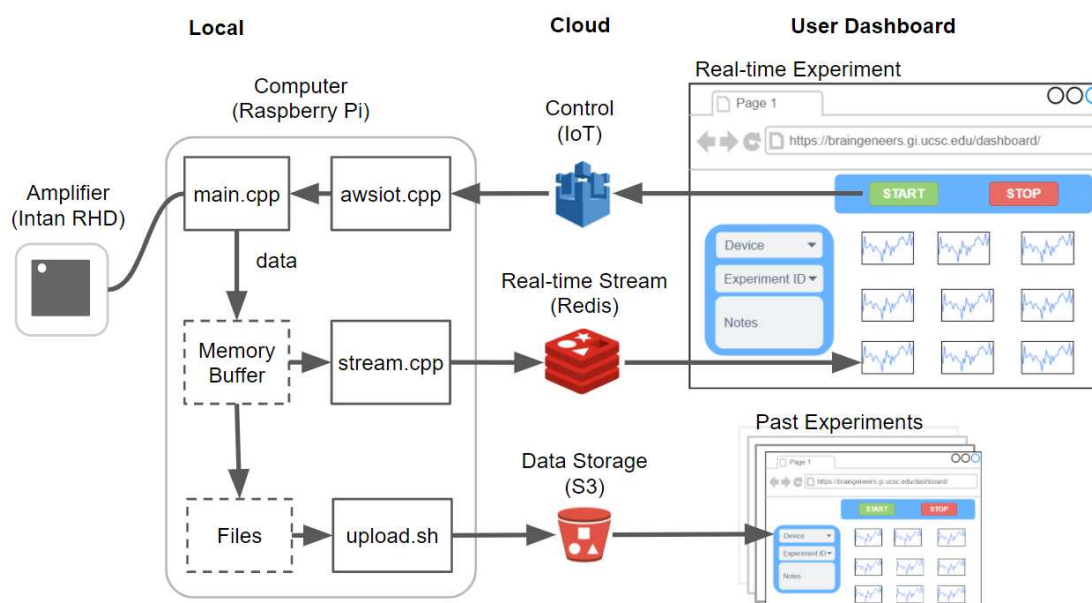 Local
Cloud
User Dashboard
Computer
(Raspberry Pi)
Control
(IoT)
Real-time Experiment
Page 1
https://braingeneers.gi.ucsc.edu/dashboard/
Amplifier
(Intan RHD)
main.cpp
awsiot.cpp
START
STOP
data
Device
Experiment ID
Notes
Real-time Stream
(Redis)
Memory
Buffer
stream.cpp
Past Experiments
Data Storage
(S3)
Files
upload.sh
Page 1
https://braingeneers.gi.ucsc.edu/dashboard/
START
STOP
Device
Experiment ID
Notes